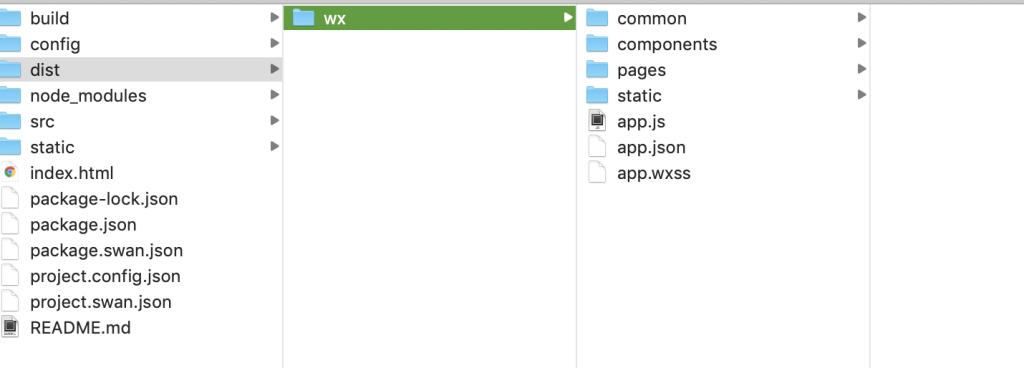 build
config
dist
node_modules
src
static
index.html
package-lock.json
package.json
package.swan.json
project.config.json
project.swan.json
README.md
wx
common
components
pages
static
app.js
app.json
app.wxss